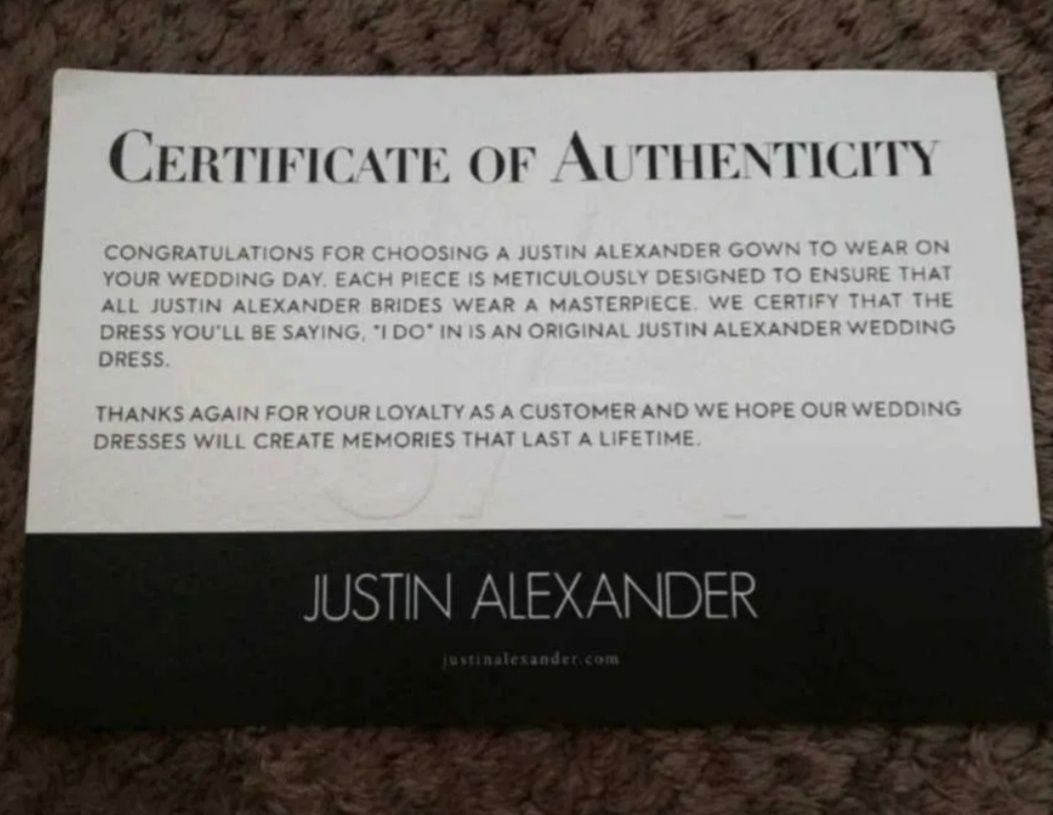 CERTIFICATE OF AUTHENTICITY
CONGRATULATIONS FOR CHOOSING A JUSTIN ALEXANDER GOWN TO WEAR ON
YOUR WEDDING DAY. EACH PIECE IS METICULOUSLY DESIGNED TO ENSURE THAT
ALL JUSTIN ALEXANDER BRIDES WEAR A MASTERPIECE. WE CERTIFY THAT THE
DRESS YOU'LL BE SAYING, "I DO" IN IS AN ORIGINAL JUSTIN ALEXANDER WEDDING
DRESS.
THANKS AGAIN FOR YOUR LOYALTY AS A CUSTOMER AND WE HOPE OUR WEDDING
DRESSES WILL CREATE MEMORIES THAT LAST A LIFETIME.
JUSTIN ALEXANDER
justinalexander.com